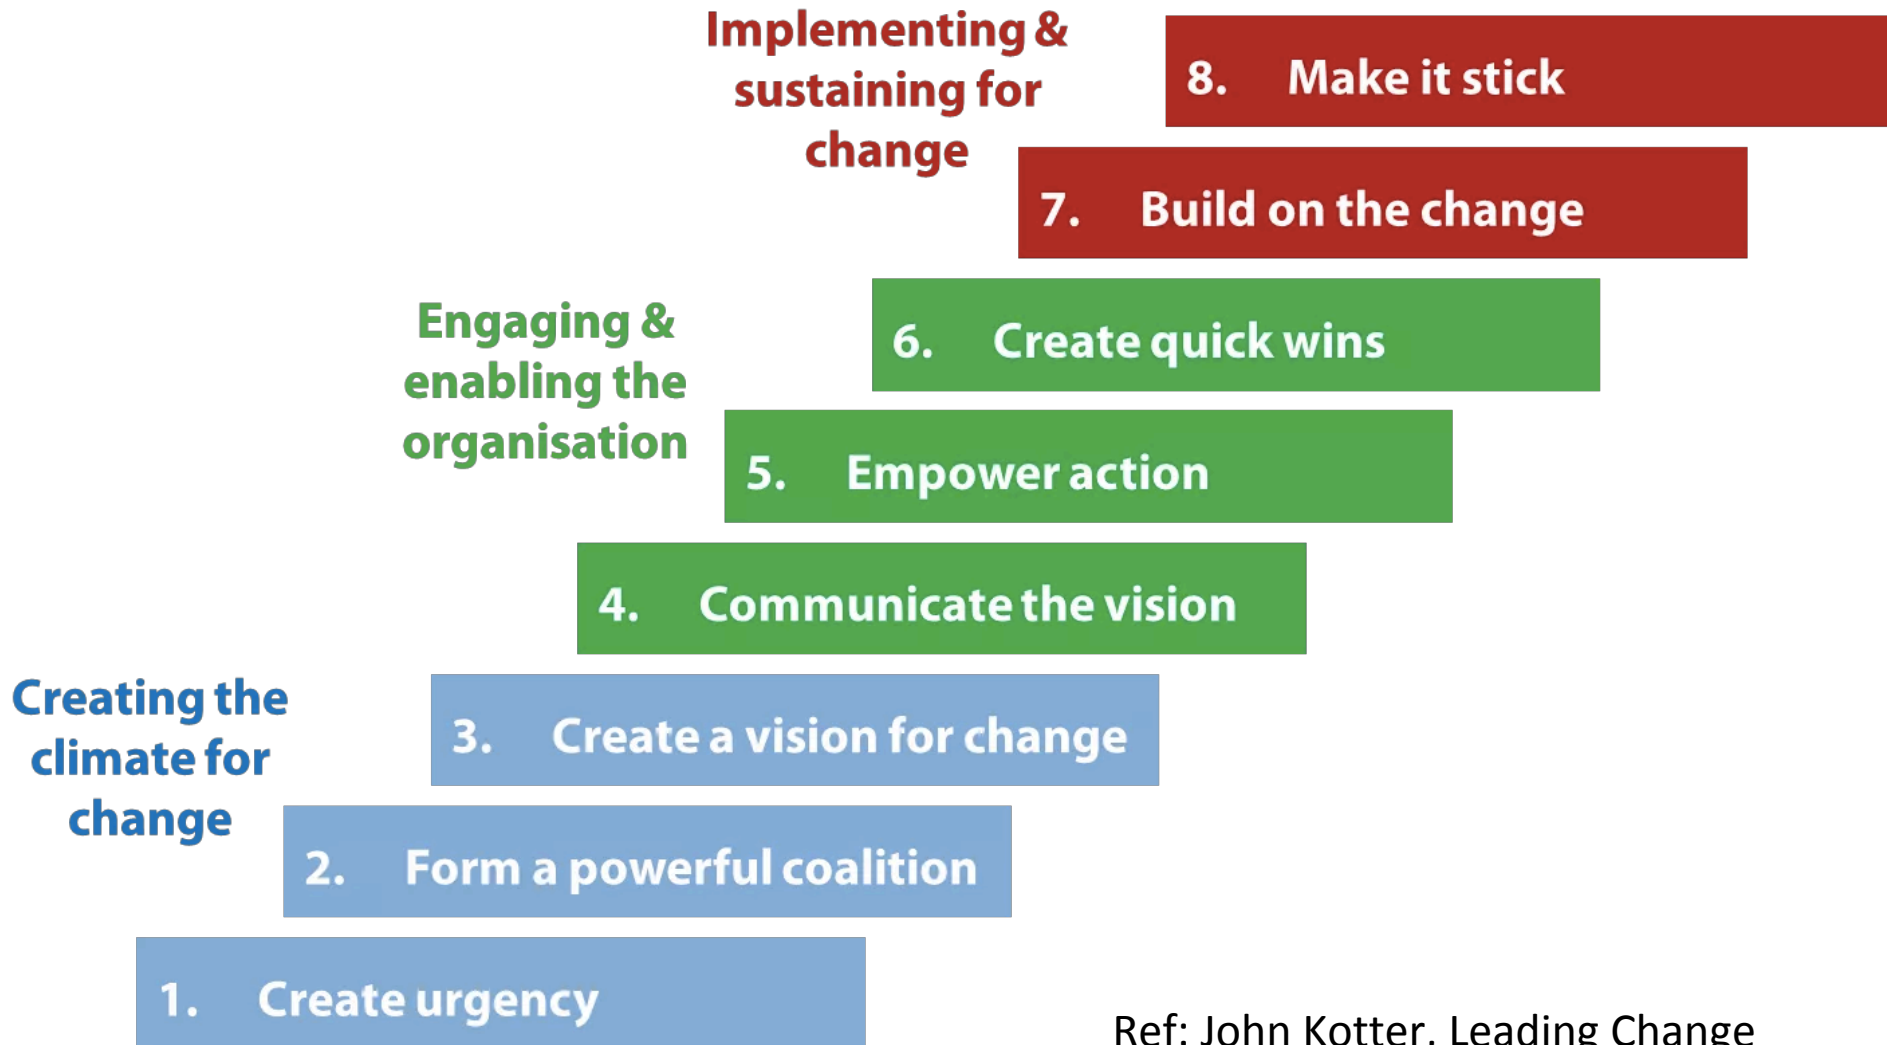 Implementing &
sustaining for
change
8. Make it stick
7. Build on the change
Engaging &
enabling the
organisation
6. Create quick wins
5. Empower action
4. Communicate the vision
Creating the
climate for
change
3. Create a vision for change
2. Form a powerful coalition
1. Create urgency
Ref: John Kotter. Leading Change